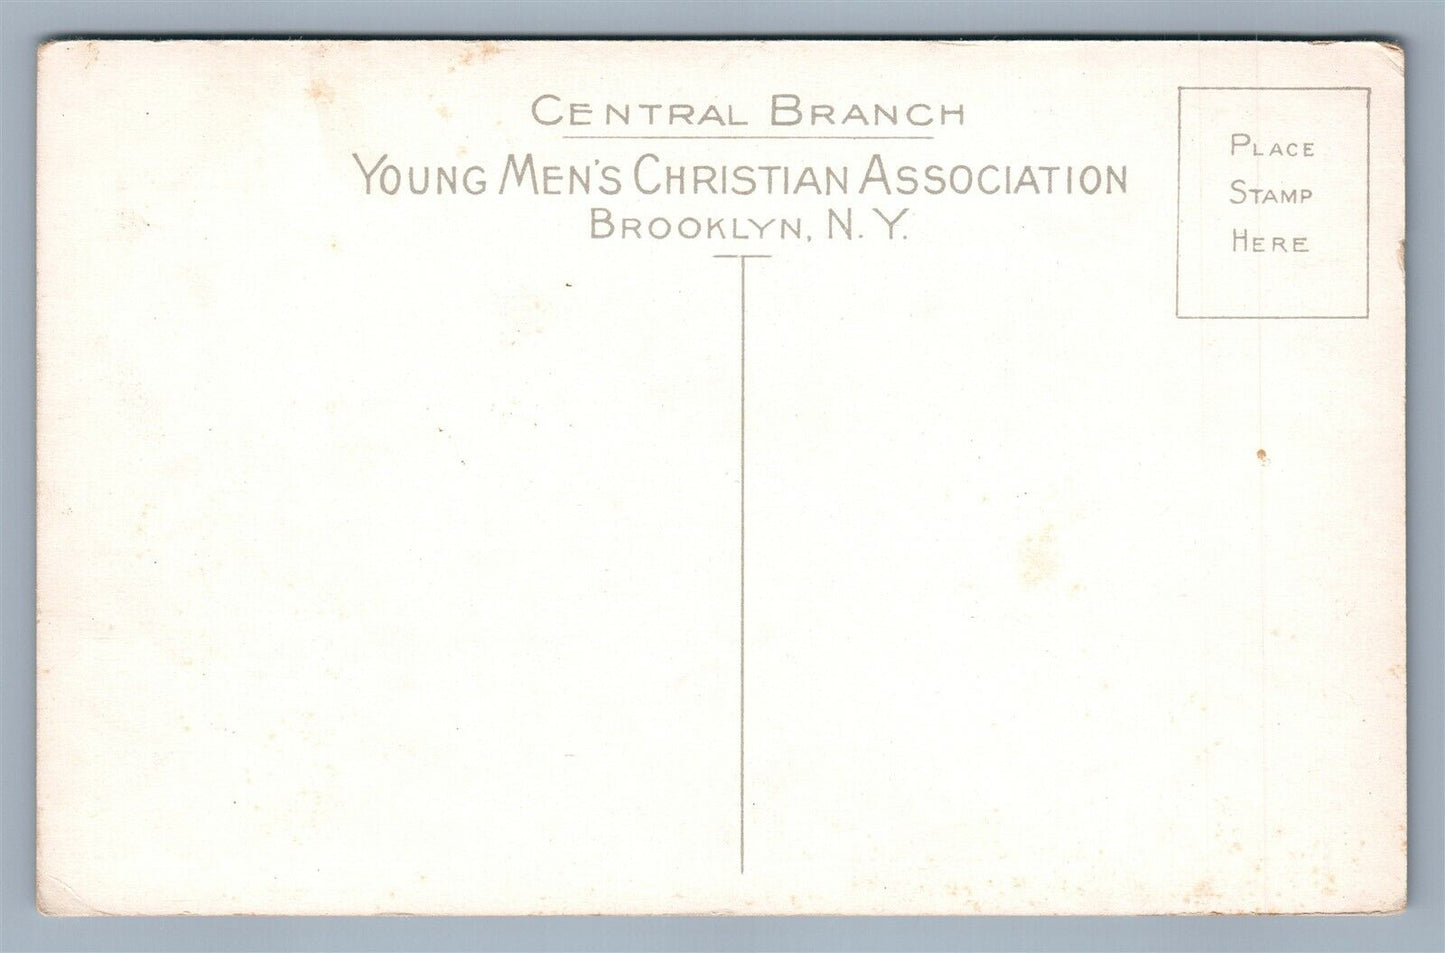 CENTRAL BRANCH
YOUNG MEN'S CHRISTIAN ASSOCIATION
BROOKLYN, N. Y.
PLACE
STAMP
HERE